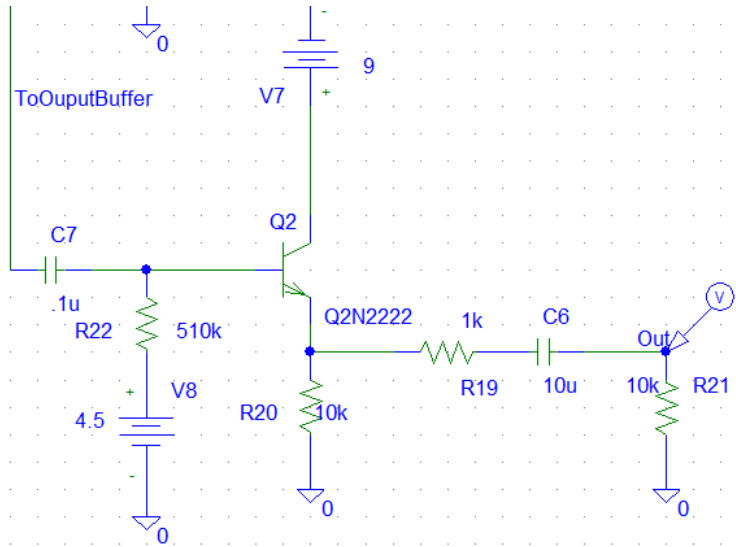 -
0
9
V7
+
ToOuputBuffer
Q2
C7
.1u
R22
510k
Q2N2222
1k
C6
V
Out
R19
10u
10k
R21
+
V8
4.5
R20
10k
-
0
0
0